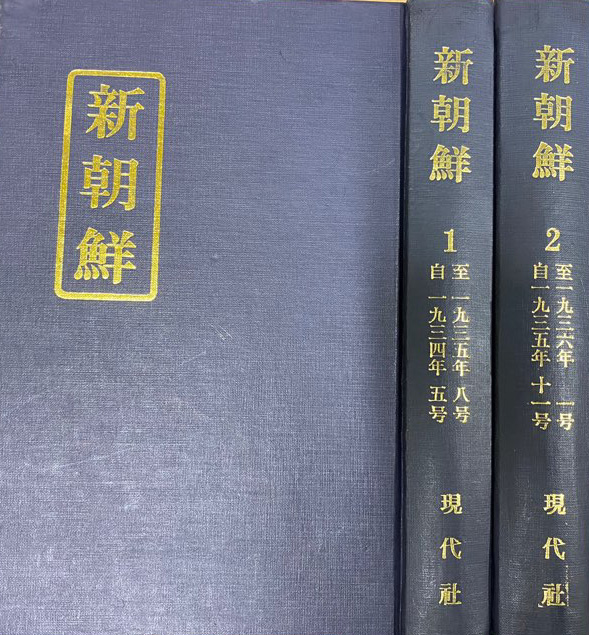 新朝鮮
新朝鮮
1
至一九三五年八号
自一九三四年五号
現代社
新朝鮮
2
至一九三六年一号
自一九三五年十一号
現代社